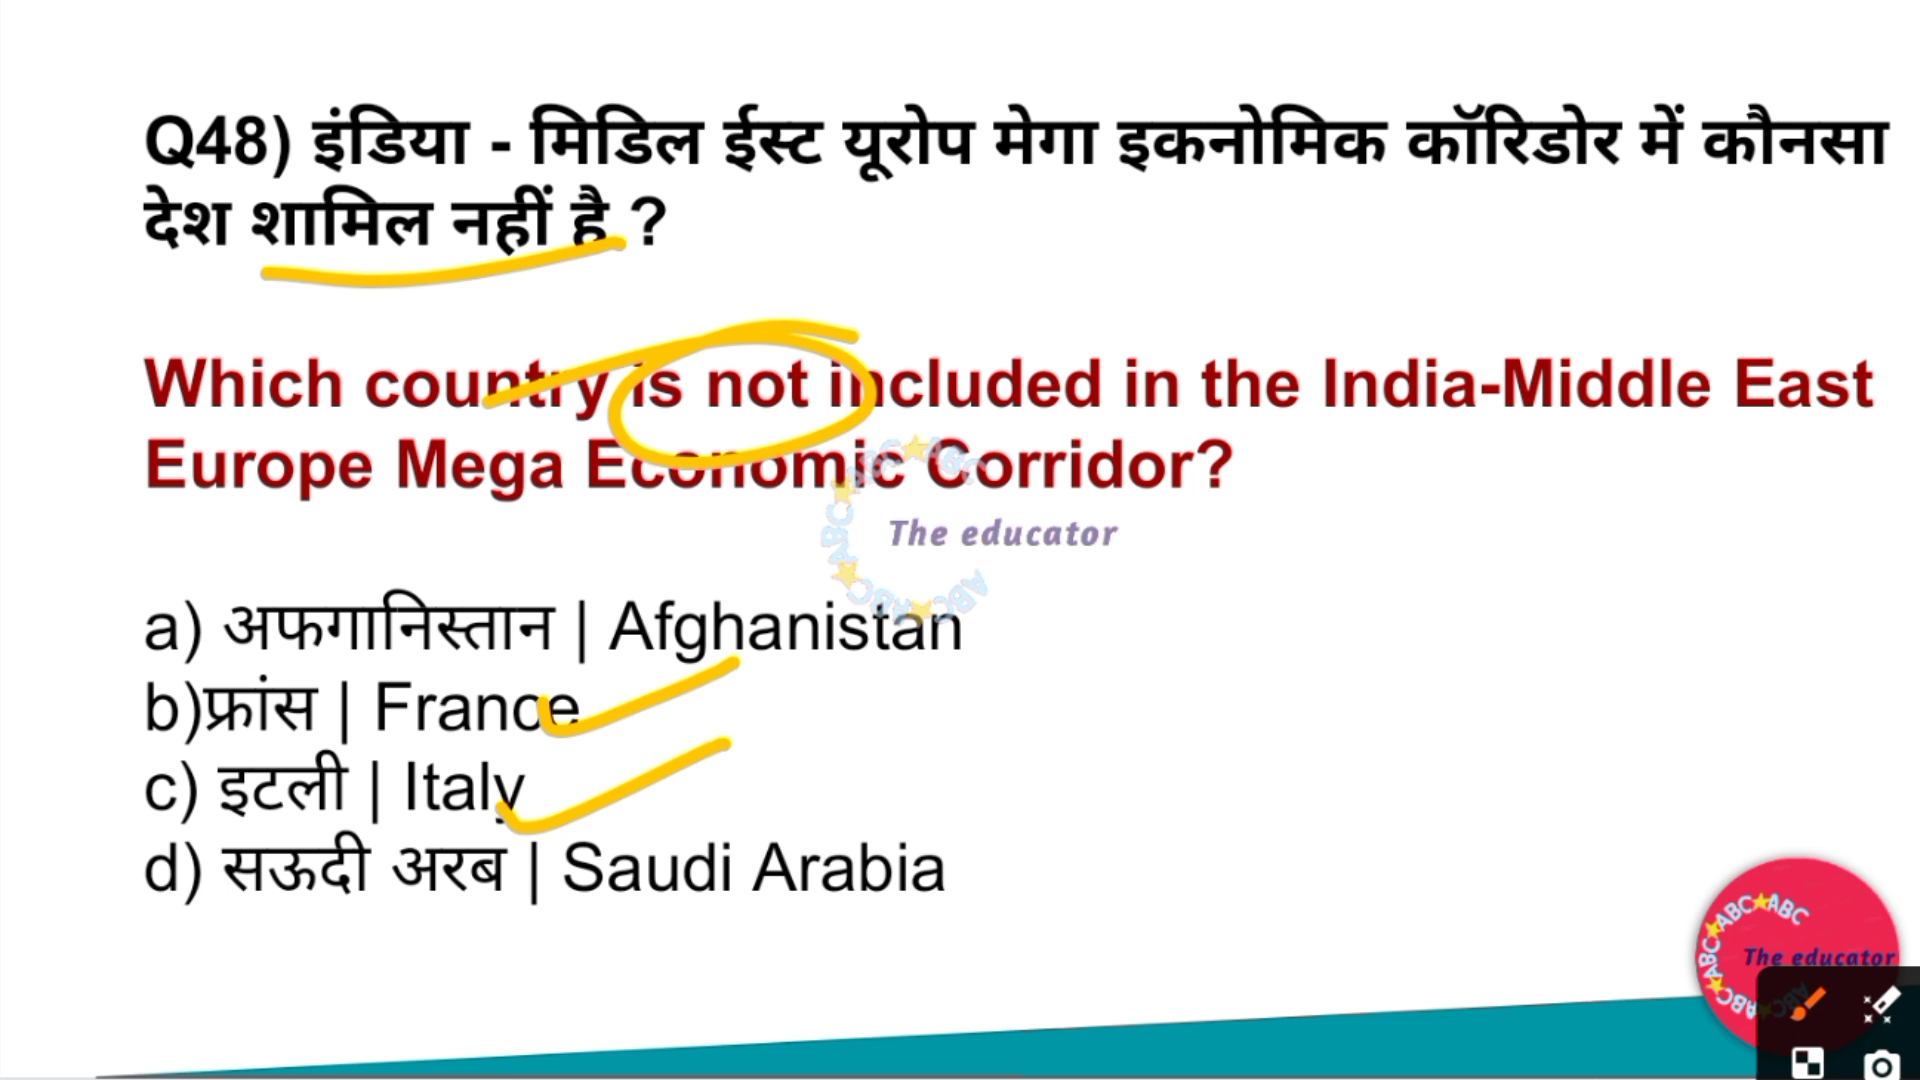 Q48) इंडिया - मिडिल ईस्ट यूरोप मेगा इकनोमिक कॉरिडोर में कौनसा
देश शामिल नहीं है ?
Which country is not included in the India-Middle East
Europe Mega Economic Corridor?
The educator
a) अफगानिस्तान | Afghanistan
b)फ्रांस | France
c) इटली | Italy
d) सऊदी अरब | Saudi Arabia
ABC★ABC★ABC
The educator